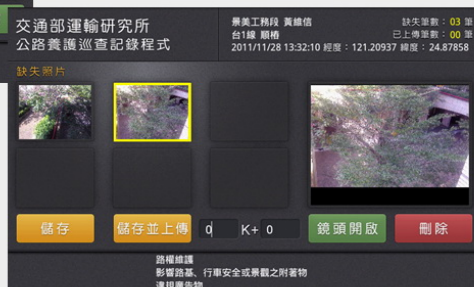 交通部運輸研究所
公路養護巡查記錄程式
景美工務段 黃維信
台1線 順樁
2011/11/28 13:32:10 經度：121.20937 緯度：24.87858
缺失筆數：03 筆
已上傳筆數：00 筆
缺失照片
儲存
儲存並上傳
0 K+ 0
鏡頭開啟
刪除
路權維護
影響路基、行車安全或景觀之附著物
違規廣告物